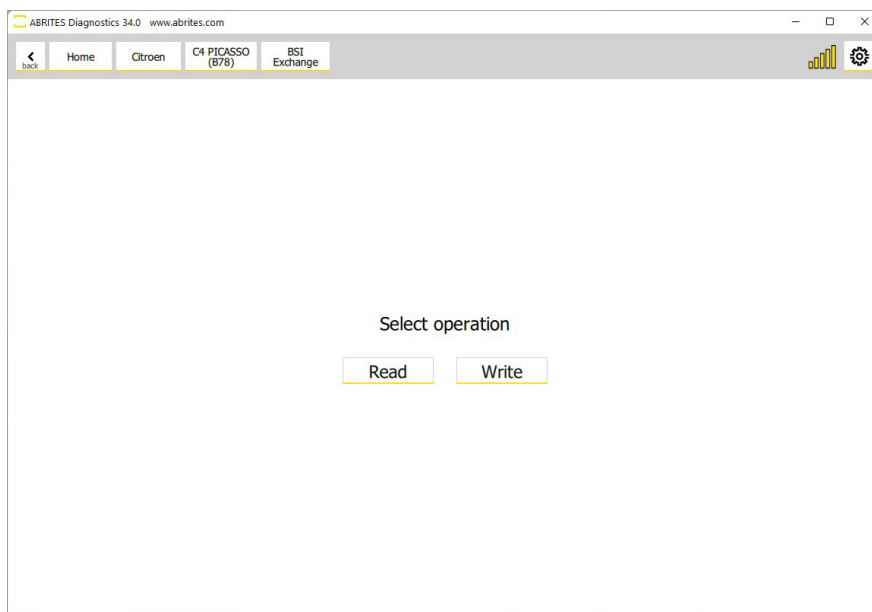 ABRITES Diagnostics 34.0 www.abrites.com
back
Home
Citroen
C4 PICASSO
(B78)
BSI
Exchange
Select operation
Read
Write